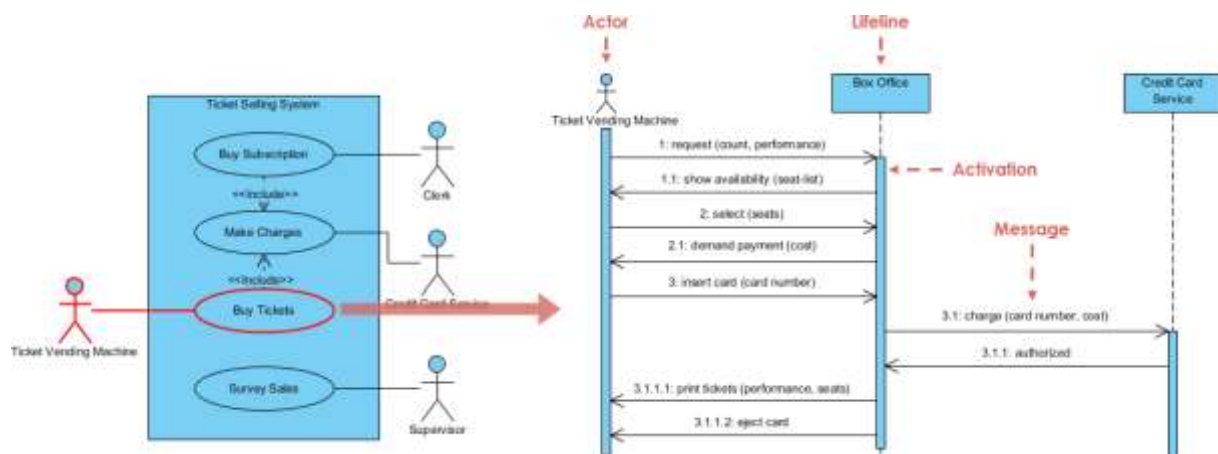 Ticket Selling System
Buy Subscription
<<Include>>
Clerk
Make Charges
<<Include>>
Credit Card Service
Buy Tickets
Ticket Vending Machine
Survey Sales
Supervisor
Actor
Lifeline
Box Office
Credit Card
Service
Ticket Vending Machine
1: request (count, performance)
Activation
1.1: show availability (seat-list)
2: select (seats)
Message
2.1: demand payment (cost)
3: insert card (card number)
3.1: charge (card number, cost)
3.1.1: authorized
3.1.1.1: print tickets (performance, seats)
3.1.1.2: eject card